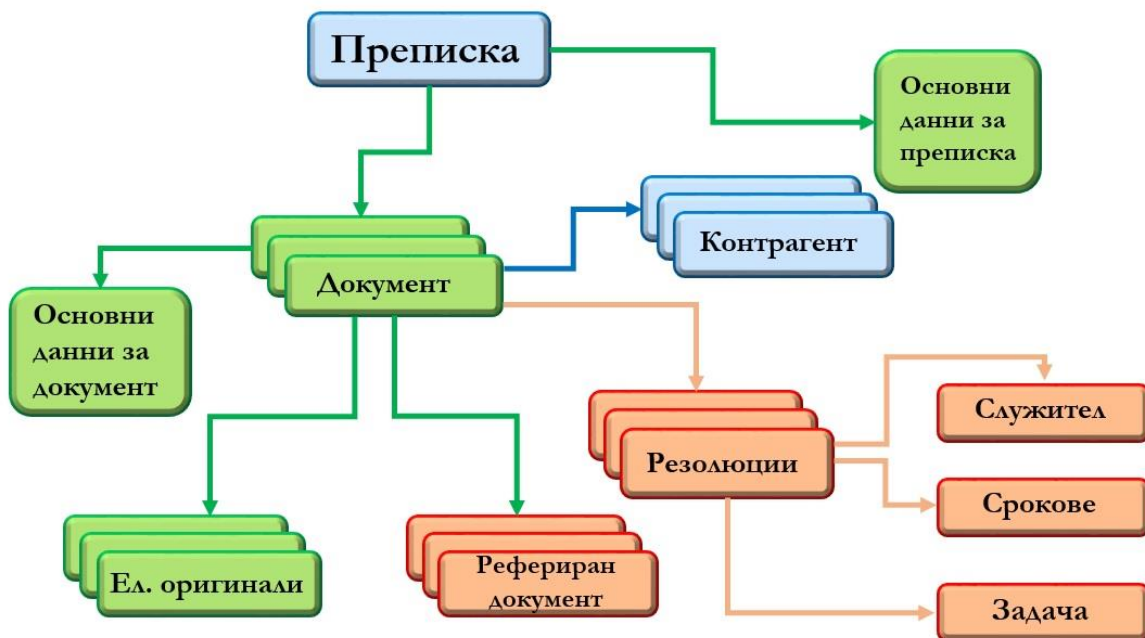 Преписка
Основни
данни за
преписка
Контрагент
Документ
Основни
данни за
документ
Служител
Резолюции
Срокове
Ел. оригинали
Рефериран
документ
Задача